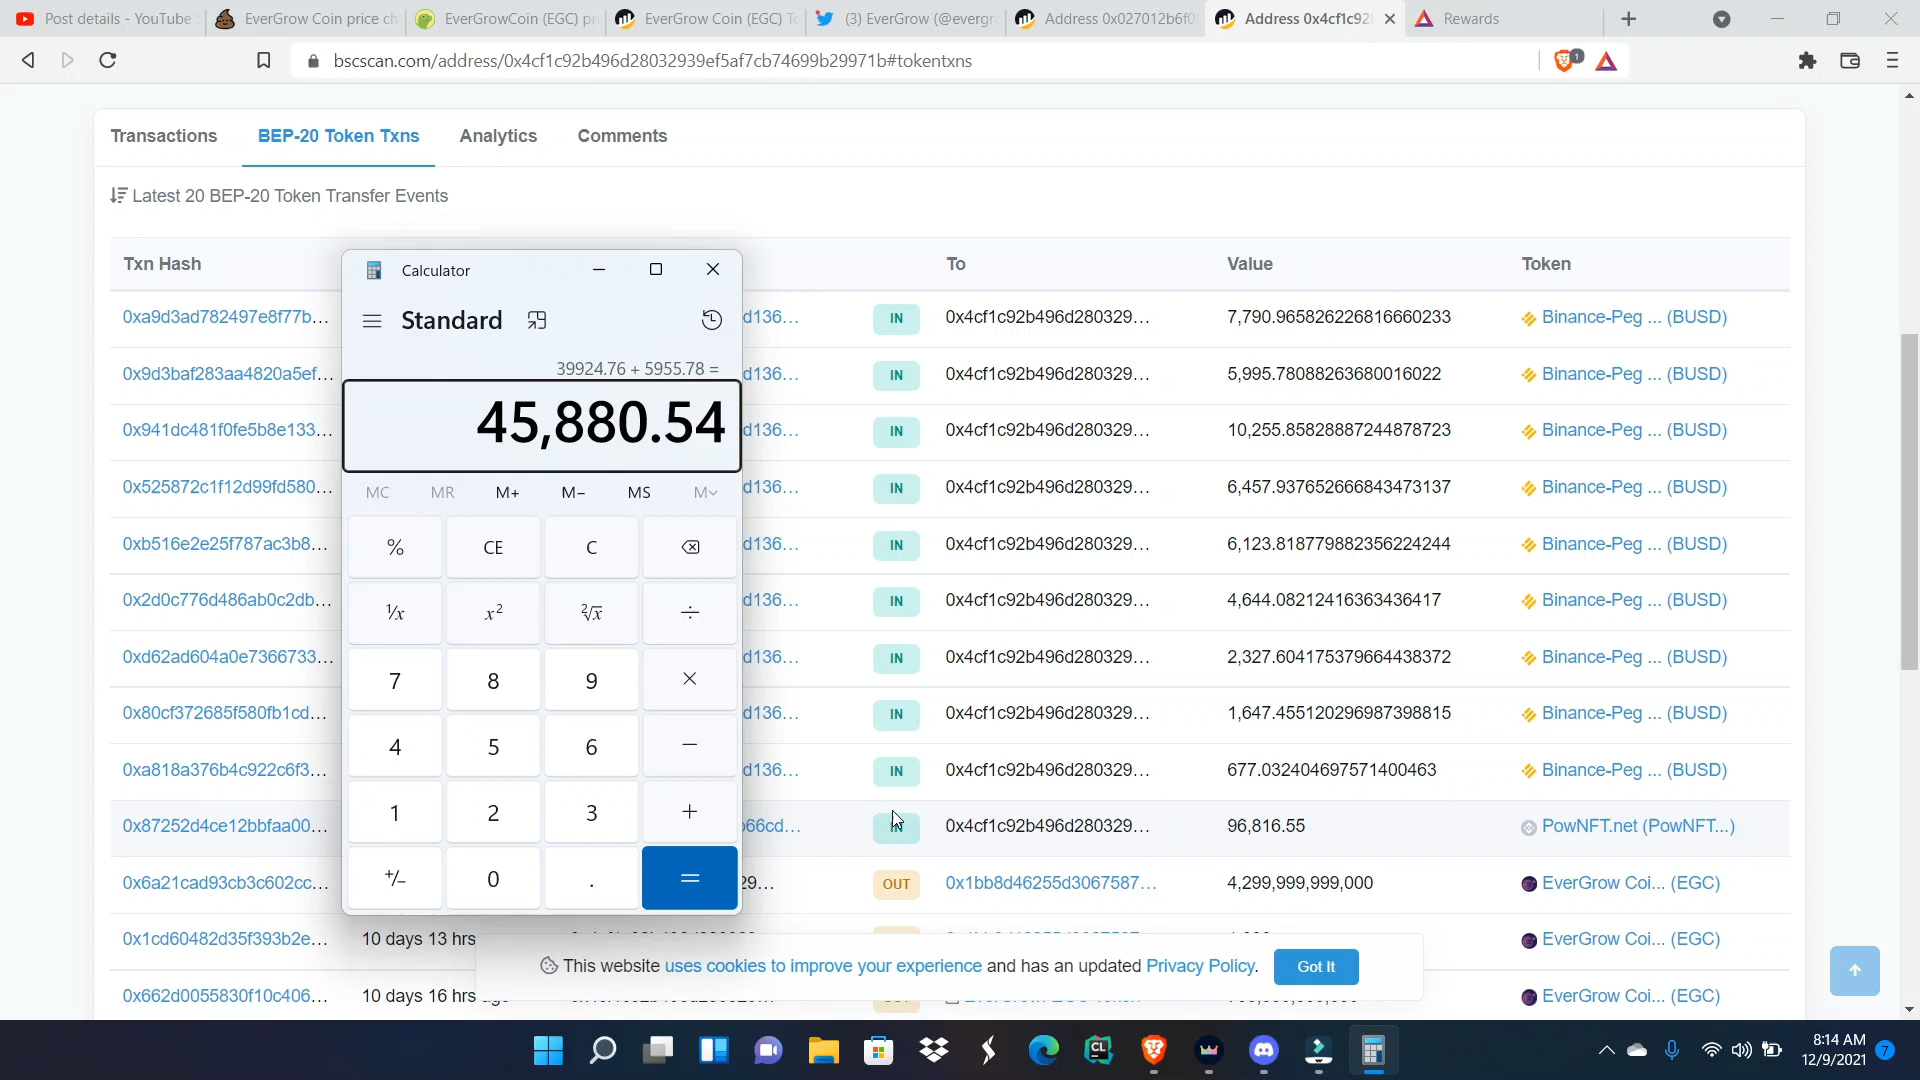 Post details - YouTube
EverGrow Coin price ch
EverGrowCoin (EGC) pr
EverGrow Coin (EGC) To
(3) EverGrow (@evergr
Address 0x027012b6f0
Address 0x4cf1c92
Rewards
bscscan.com/address/0x4cf1c92b496d28032939ef5af7cb74699b29971b#tokentxns
1
Transactions
BEP-20 Token Txns
Analytics
Comments
Latest 20 BEP-20 Token Transfer Events
Txn Hash
To
Value
Token
0xa9d3ad782497e8f77b...
d136...
IN
0x4cf1c92b496d280329...
7,790.965826226816660233
Binance-Peg ... (BUSD)
0x9d3baf283aa4820a5ef...
d136...
IN
0x4cf1c92b496d280329...
5,995.78088263680016022
Binance-Peg ... (BUSD)
0x941dc481f0fe5b8e133...
d136...
IN
0x4cf1c92b496d280329...
10,255.85828887244878723
Binance-Peg ... (BUSD)
0x525872c1f12d99fd580...
d136...
IN
0x4cf1c92b496d280329...
6,457.937652666843473137
Binance-Peg ... (BUSD)
0xb516e2e25f787ac3b8...
d136...
IN
0x4cf1c92b496d280329...
6,123.818779882356224244
Binance-Peg ... (BUSD)
0x2d0c776d486ab0c2db...
d136...
IN
0x4cf1c92b496d280329...
4,644.08212416363436417
Binance-Peg ... (BUSD)
0xd62ad604a0e7366733...
d136...
IN
0x4cf1c92b496d280329...
2,327.604175379664438372
Binance-Peg ... (BUSD)
0x80cf372685f580fb1cd...
d136...
IN
0x4cf1c92b496d280329...
1,647.455120296987398815
Binance-Peg ... (BUSD)
0xa818a376b4c922c6f3...
d136...
IN
0x4cf1c92b496d280329...
677.032404697571400463
Binance-Peg ... (BUSD)
0x87252d4ce12bbfaa00...
b66cd...
IN
0x4cf1c92b496d280329...
96,816.55
PowNFT.net (PowNFT...)
0x6a21cad93cb3c602cc...
29...
OUT
0x1bb8d46255d3067587...
4,299,999,999,000
EverGrow Coi... (EGC)
0x1cd60482d35f393b2e...
10 days 13 hrs
EverGrow Coi... (EGC)
0x662d0055830f10c406...
10 days 16 hrs
EverGrow Coi... (EGC)
Calculator
Standard
39924.76 + 5955.78 =
45,880.54
MC
MR
M+
M−
MS
M
%
CE
C
1/x
x2
2√x
÷
7
8
9
×
4
5
6
−
1
2
3
+
+/−
0
.
=
This website uses cookies to improve your experience and has an updated Privacy Policy.
Got It
CL
8:14 AM
12/9/2021
7